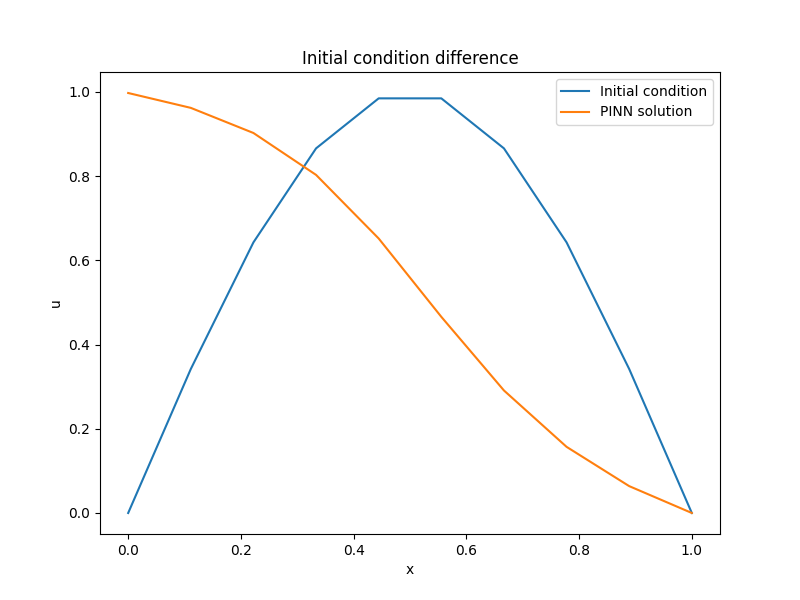 Initial condition difference
Initial condition
PINN solution
1.0
0.8
0.6
0.4
0.2
0.0
u
0.0 0.2 0.4 0.6 0.8 1.0
x